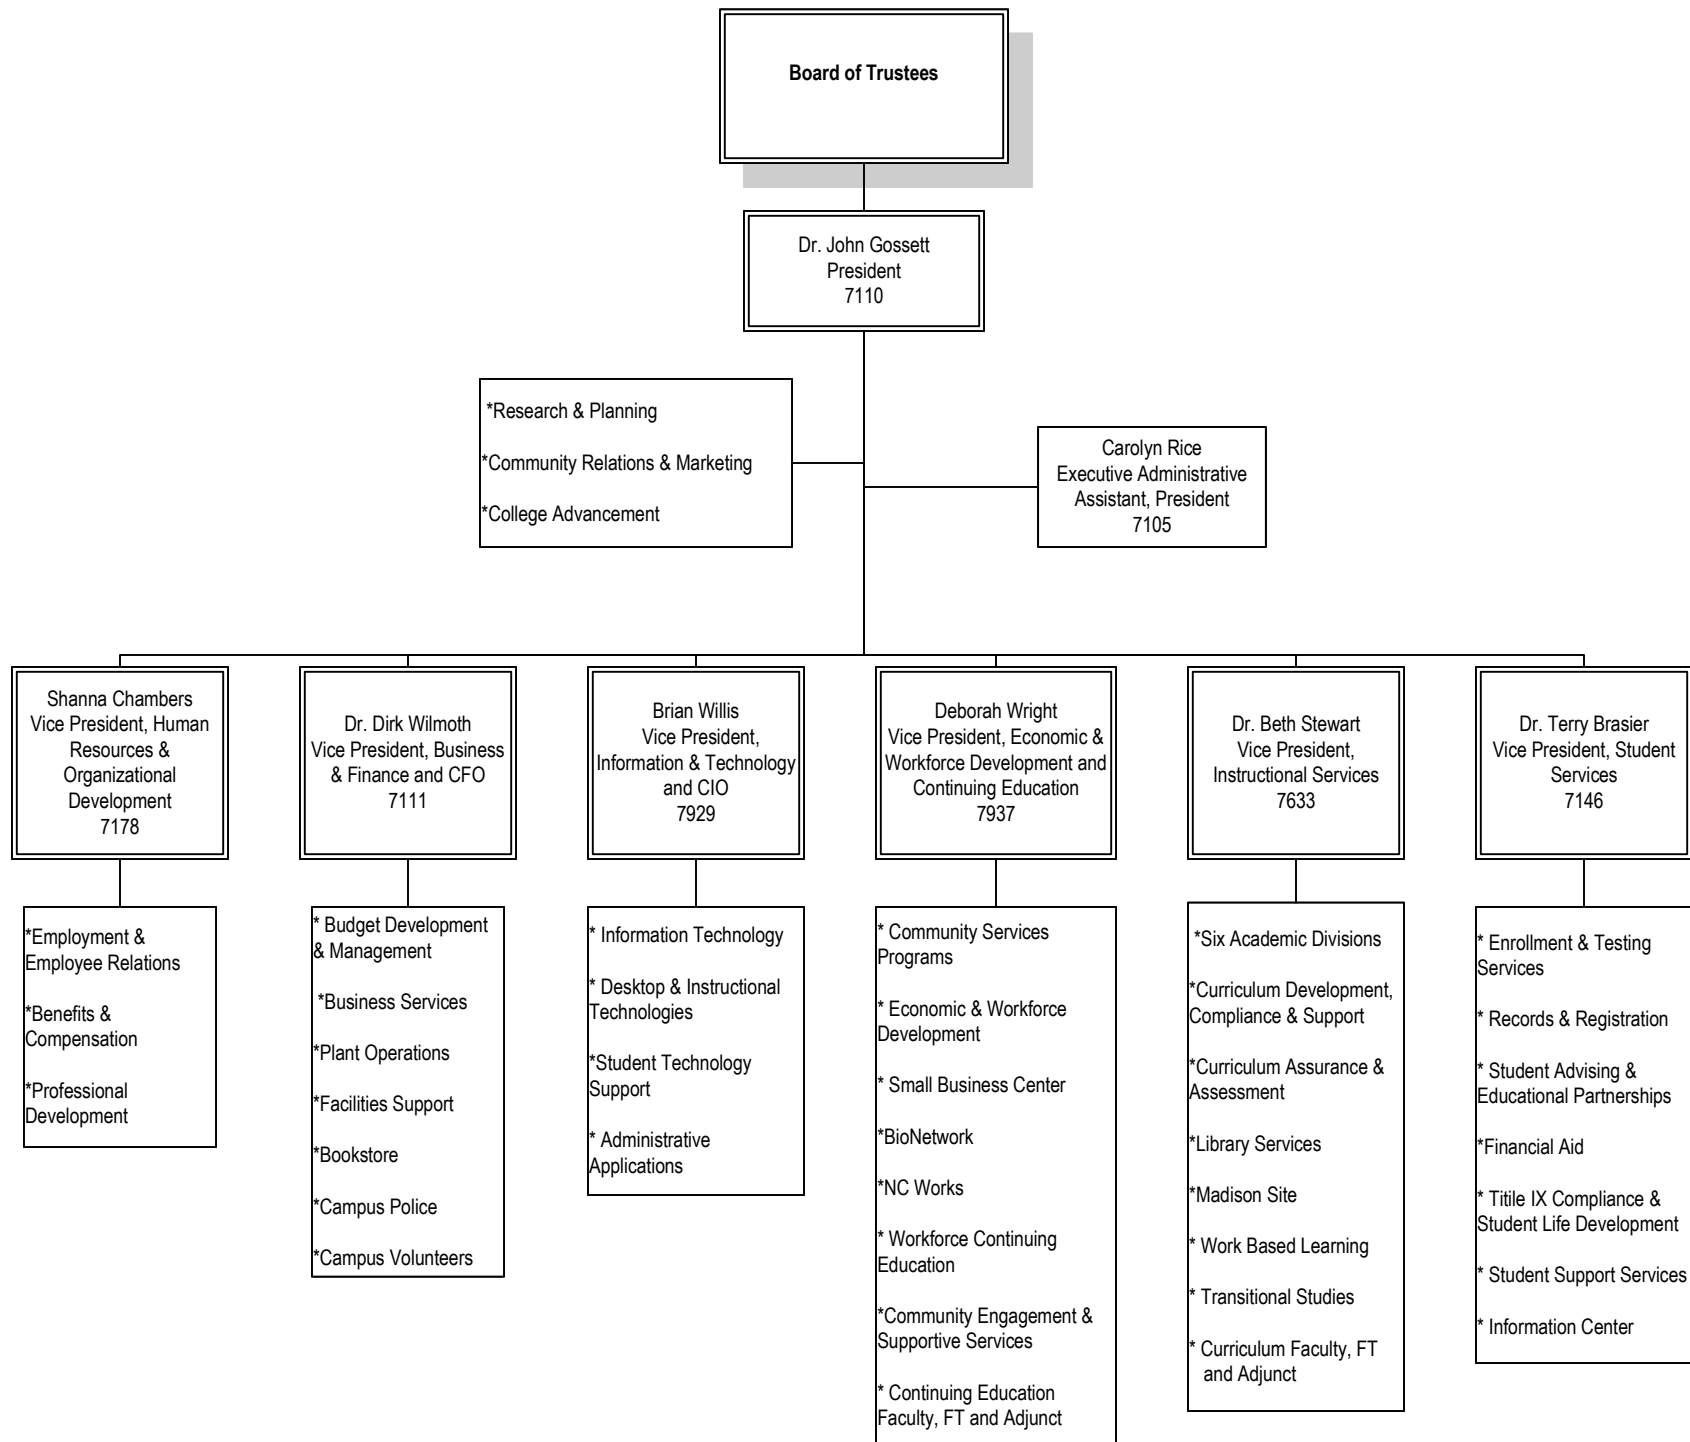 Board of Trustees
Dr. John Gossett
President
7110
*Research & Planning
*Community Relations & Marketing
*College Advancement
Carolyn Rice
Executive Administrative
Assistant, President
7105
Shanna Chambers
Vice President, Human
Resources &
Organizational
Development
7178
Dr. Dirk Wilmoth
Vice President, Business
& Finance and CFO
7111
Brian Willis
Vice President,
Information & Technology
and CIO
7929
Deborah Wright
Vice President, Economic &
Workforce Development and
Continuing Education
7937
Dr. Beth Stewart
Vice President,
Instructional Services
7633
Dr. Terry Brasier
Vice President, Student
Services
7146
*Employment &
Employee Relations
*Benefits &
Compensation
*Professional
Development
* Budget Development
& Management
*Business Services
*Plant Operations
*Facilities Support
*Bookstore
*Campus Police
*Campus Volunteers
* Information Technology
* Desktop & Instructional
Technologies
*Student Technology
Support
* Administrative
Applications
* Community Services
Programs
* Economic & Workforce
Development
* Small Business Center
*BioNetwork
*NC Works
* Workforce Continuing
Education
*Community Engagement &
Supportive Services
* Continuing Education
Faculty, FT and Adjunct
*Six Academic Divisions
*Curriculum Development,
Compliance & Support
*Curriculum Assurance &
Assessment
*Library Services
*Madison Site
* Work Based Learning
* Transitional Studies
* Curriculum Faculty, FT
and Adjunct
* Enrollment & Testing
Services
* Records & Registration
* Student Advising &
Educational Partnerships
*Financial Aid
* Titile IX Compliance &
Student Life Development
* Student Support Services
* Information Center